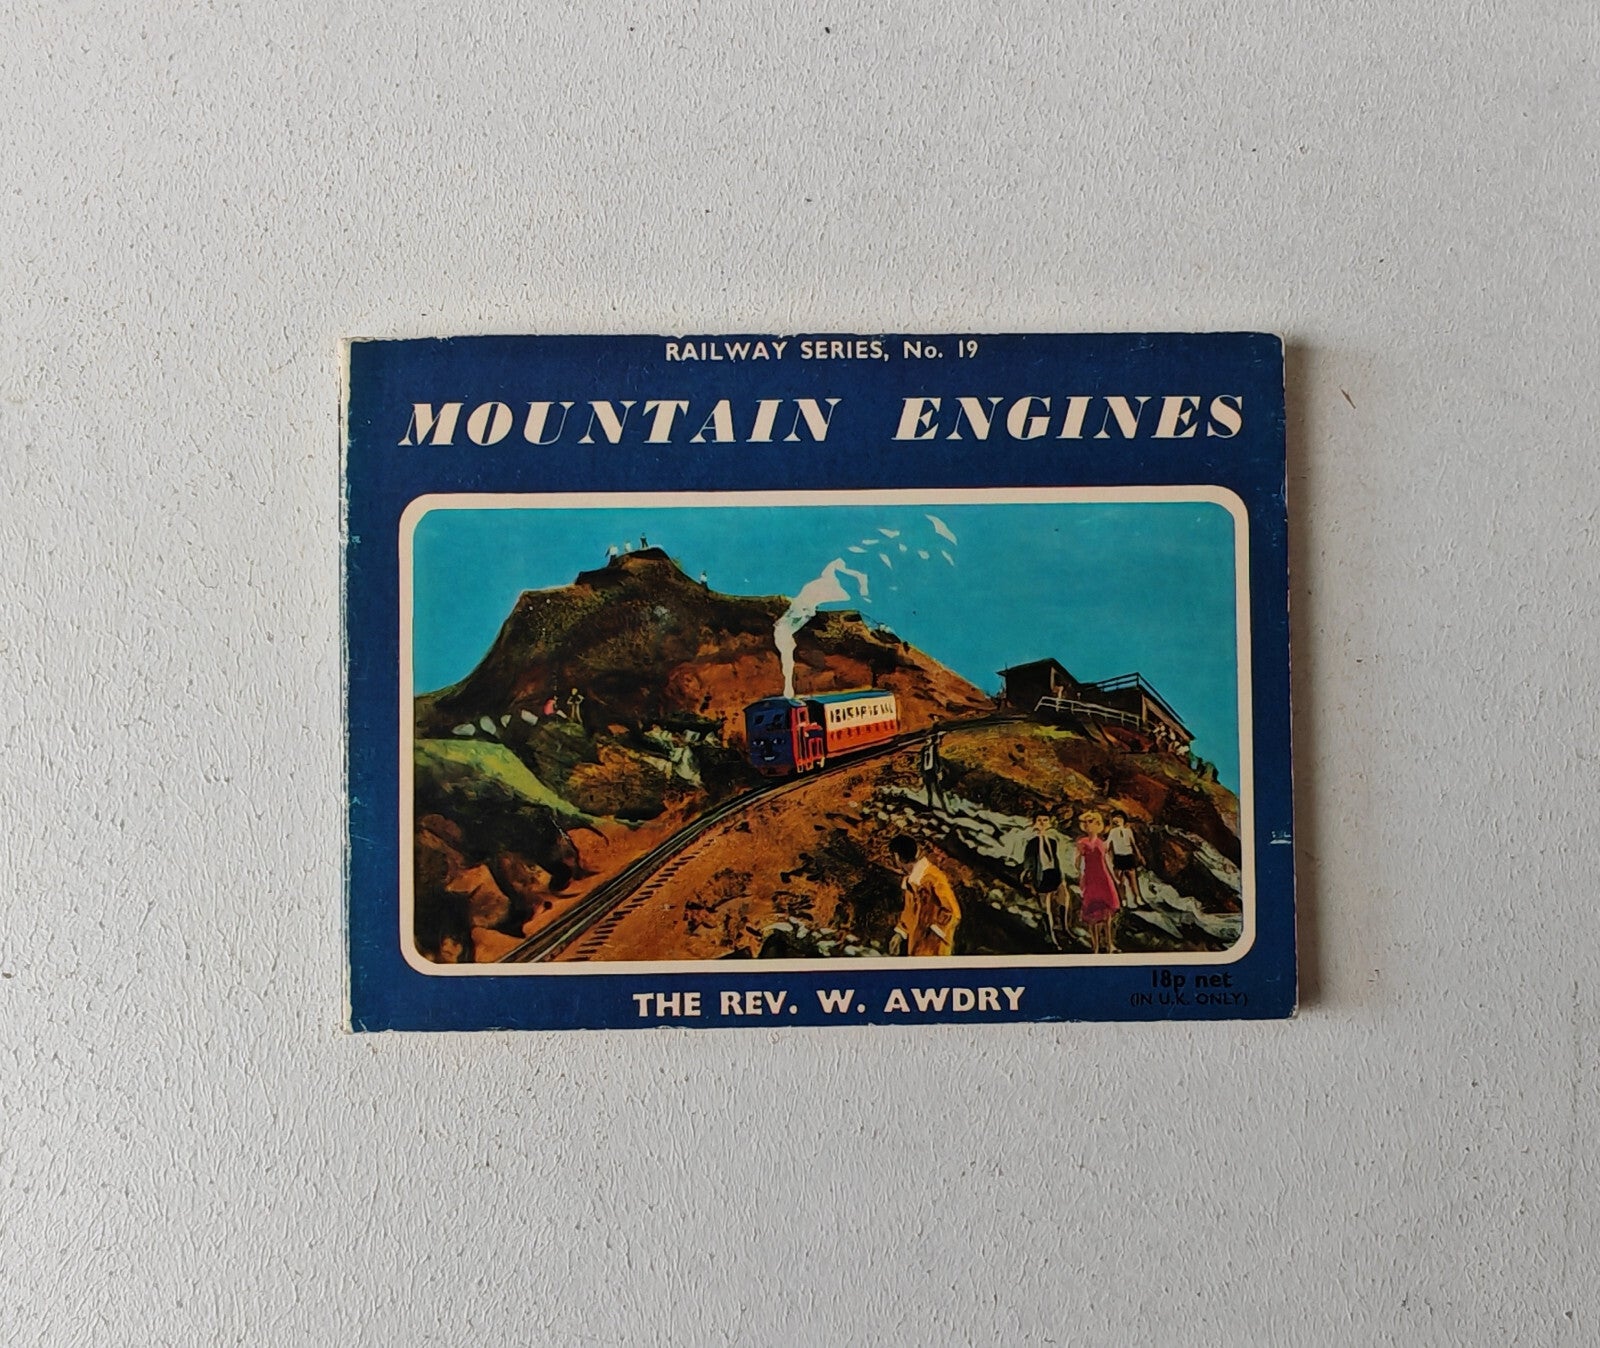 RAILWAY SERIES, No. 19
MOUNTAIN ENGINES
THE REV. W. AWDRY
18p net
(IN U.K. ONLY)